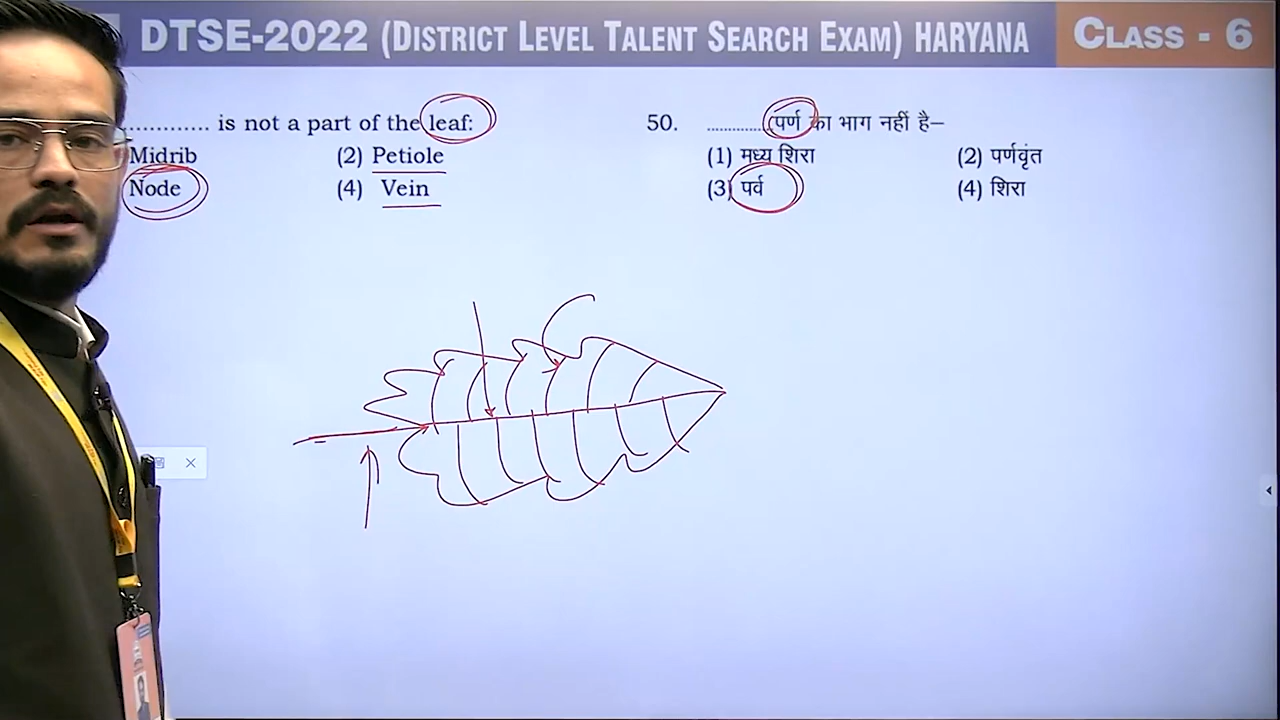 DTSE-2022 (DISTRICT LEVEL TALENT SEARCH EXAM) HARYANA
CLASS - 6
............. is not a part of the leaf:
Midrib
(2) Petiole
Node
(4) Vein
50. ................पर्ण का भाग नहीं है–
(1) मध्य शिरा
(2) पर्णवृंत
(3) पर्व
(4) शिरा